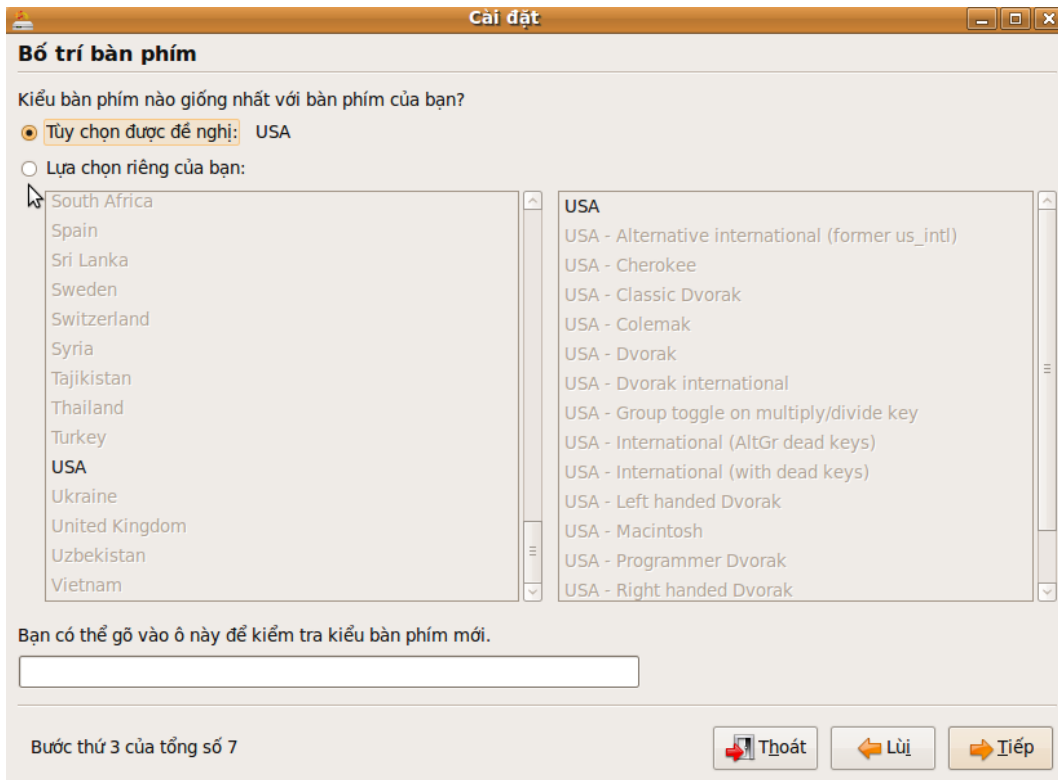 Cài đặt
Bố trí bàn phím
Kiểu bàn phím nào giống nhất với bàn phím của bạn?
Tùy chọn được đề nghị: USA
Lựa chọn riêng của bạn:
South Africa
Spain
Sri Lanka
Sweden
Switzerland
Syria
Tajikistan
Thailand
Turkey
USA
Ukraine
United Kingdom
Uzbekistan
Vietnam
USA
USA - Alternative international (former us_intl)
USA - Cherokee
USA - Classic Dvorak
USA - Colemak
USA - Dvorak
USA - Dvorak international
USA - Group toggle on multiply/divide key
USA - International (AltGr dead keys)
USA - International (with dead keys)
USA - Left handed Dvorak
USA - Macintosh
USA - Programmer Dvorak
USA - Right handed Dvorak
Bạn có thể gõ vào ô này để kiểm tra kiểu bàn phím mới.
Bước thứ 3 của tổng số 7
Thoát
Lùi
Tiếp